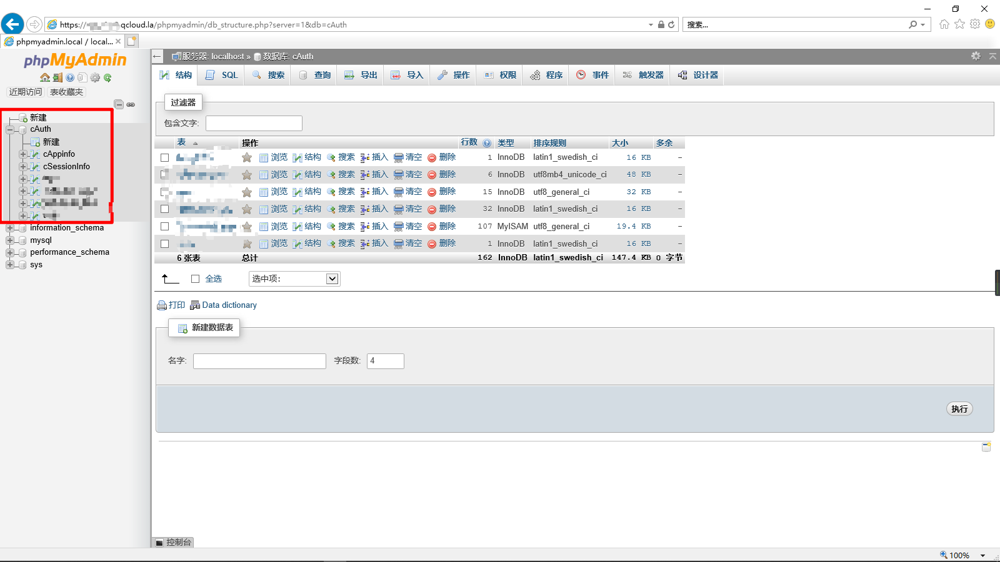 https://
qcloud.la/phpmyadmin/db_structure.php?server=1&db=cAuth
搜索...
phpmyadmin.local / local...
phpMyAdmin
近期访问 表收藏夹
新建
cAuth
新建
cAppinfo
cSessionInfo
information_schema
mysql
performance_schema
sys
服务器: localhost » 数据库: cAuth
结构 SQL 搜索 查询 导出 导入 操作 权限 程序 事件 触发器 设计器
过滤器
包含文字:
表 操作 行数 类型 排序规则 大小 多余
浏览 结构 搜索 插入 清空 删除 1 InnoDB latin1_swedish_ci 16 KB -
浏览 结构 搜索 插入 清空 删除 6 InnoDB utf8mb4_unicode_ci 48 KB -
浏览 结构 搜索 插入 清空 删除 15 InnoDB utf8_general_ci 32 KB -
浏览 结构 搜索 插入 清空 删除 32 InnoDB latin1_swedish_ci 16 KB -
浏览 结构 搜索 插入 清空 删除 107 MyISAM utf8_general_ci 19.4 KB -
浏览 结构 搜索 插入 清空 删除 1 InnoDB latin1_swedish_ci 16 KB -
6 张表 总计 162 InnoDB latin1_swedish_ci 147.4 KB 0 字节
全选 选中项:
打印 Data dictionary
新建数据表
名字: 字段数: 4
执行
控制台
100%